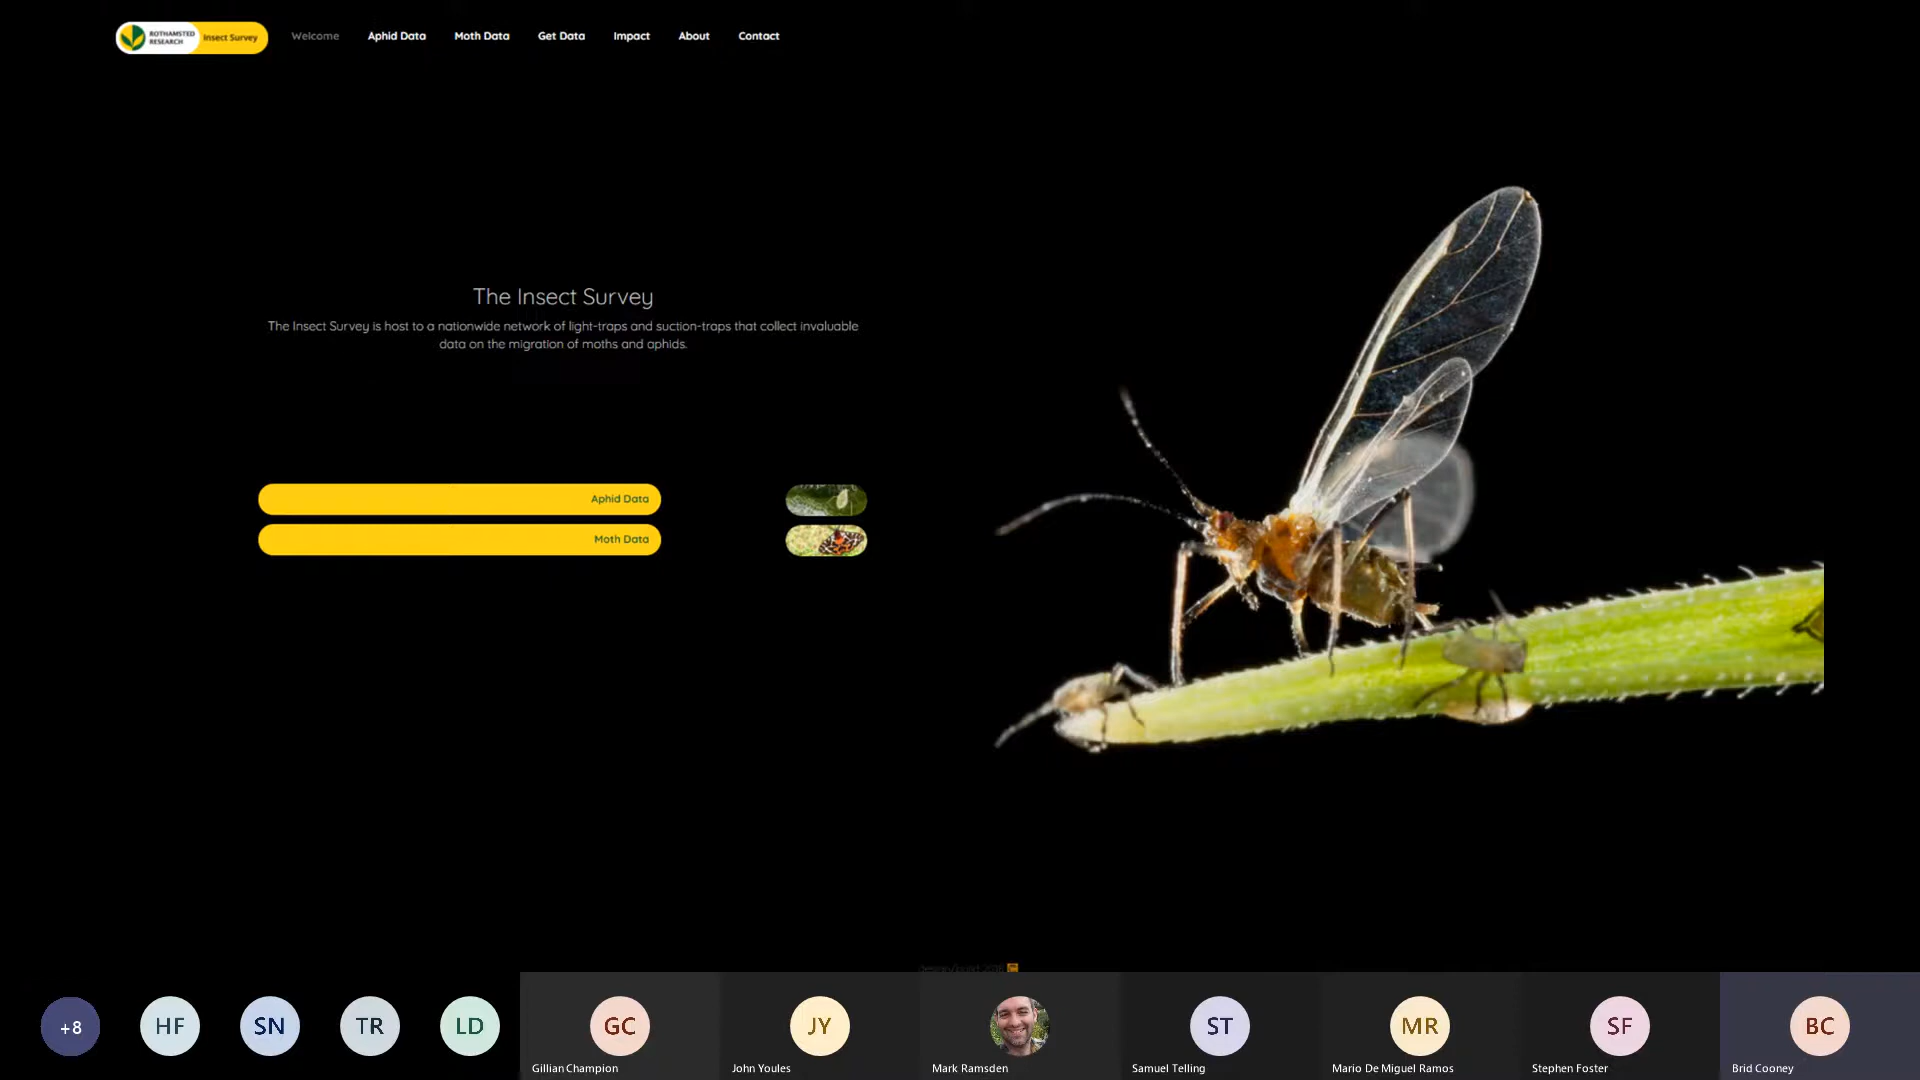 ROTHAMSTED
RESEARCH
Insect Survey
Welcome
Aphid Data
Moth Data
Get Data
Impact
About
Contact
The Insect Survey
The Insect Survey is host to a nationwide network of light-traps and suction-traps that collect invaluable
data on the migration of moths and aphids.
Aphid Data
Moth Data
+8
HF
SN
TR
LD
GC
JY
ST
MR
SF
BC
Gillian Champion
John Youles
Mark Ramsden
Samuel Telling
Mario De Miguel Ramos
Stephen Foster
Brid Cooney